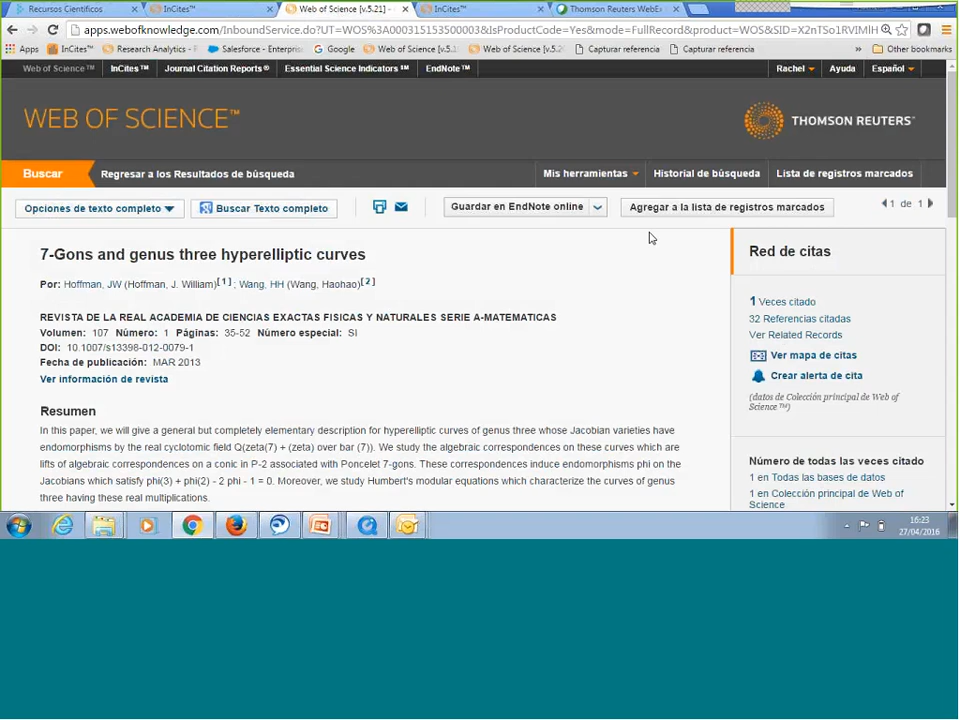 Recursos Científicos
InCites™
Web of Science [v.5.21] -
InCites™
Thomson Reuters WebEx
apps.webofknowledge.com/InboundService.do?UT=WOS%3A000315153500003&IsProductCode=Yes&mode=FullRecord&product=WOS&SID=
Apps InCites™ Research Analytics - Salesforce - Enterpris Google Web of Science [v.5. Web of Science [v.5.2 Capturar referencia Capturar referencia » Other bookmarks
Web of Science™ InCites™ Journal Citation Reports® Essential Science Indicators™ EndNote™ Rachel Ayuda Español
WEB OF SCIENCE™
THOMSON REUTERS™
Buscar Regresar a los Resultados de búsqueda Mis herramientas Historial de búsqueda Lista de registros marcados
Opciones de texto completo Buscar Texto completo Guardar en EndNote online Agregar a la lista de registros marcados 1 de 1
7-Gons and genus three hyperelliptic curves
Por: Hoffman, JW (Hoffman, J. William)[1] ; Wang, HH (Wang, Haohao)[2]
REVISTA DE LA REAL ACADEMIA DE CIENCIAS EXACTAS FISICAS Y NATURALES SERIE A-MATEMATICAS
Volumen: 107 Número: 1 Páginas: 35-52 Número especial: SI
DOI: 10.1007/s13398-012-0079-1
Fecha de publicación: MAR 2013
Ver información de revista
Resumen
In this paper, we will give a general but completely elementary description for hyperelliptic curves of genus three whose Jacobian varieties have
endomorphisms by the real cyclotomic field Q(zeta(7) + (zeta) over bar (7)). We study the algebraic correspondences on these curves which are
lifts of algebraic correspondences on a conic in P-2 associated with Poncelet 7-gons. These correspondences induce endomorphisms phi on the
Jacobians which satisfy phi(3) + phi(2) - 2 phi - 1 = 0. Moreover, we study Humbert's modular equations which characterize the curves of genus
three having these real multiplications.
Red de citas
1 Veces citado
32 Referencias citadas
Ver Related Records
Ver mapa de citas
Crear alerta de cita
(datos de Colección principal de Web of
Science™)
Número de todas las veces citado
1 en Todas las bases de datos
1 en Colección principal de Web of
Science
16:23
27/04/2016